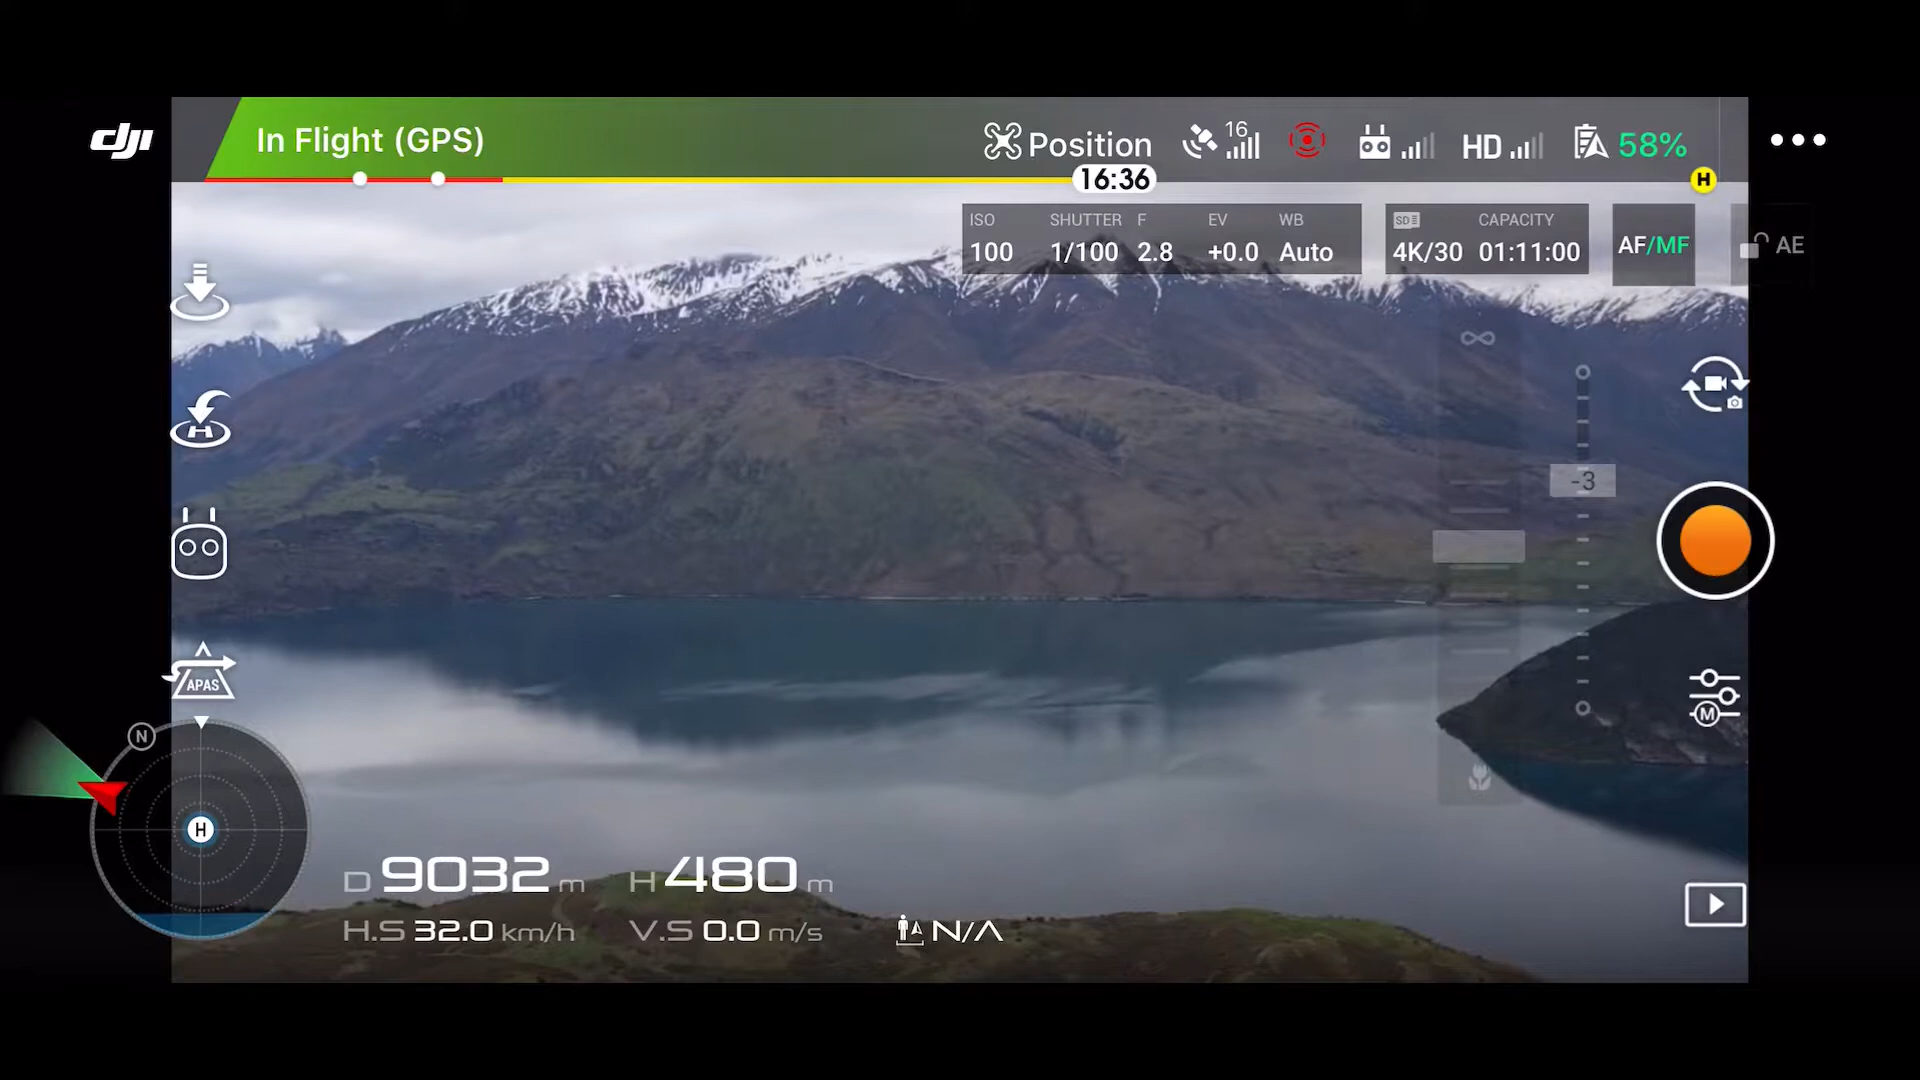 dji
In Flight (GPS)
Position
16
HD
58%
16:36
H
ISO
100
SHUTTER
1/100
F
2.8
EV
+0.0
WB
Auto
SD
4K/30
CAPACITY
01:11:00
AF/MF
AE
H
-3
APAS
M
N
H
D 9032 m H 480 m
H.S 32.0 km/h V.S 0.0 m/s N/A